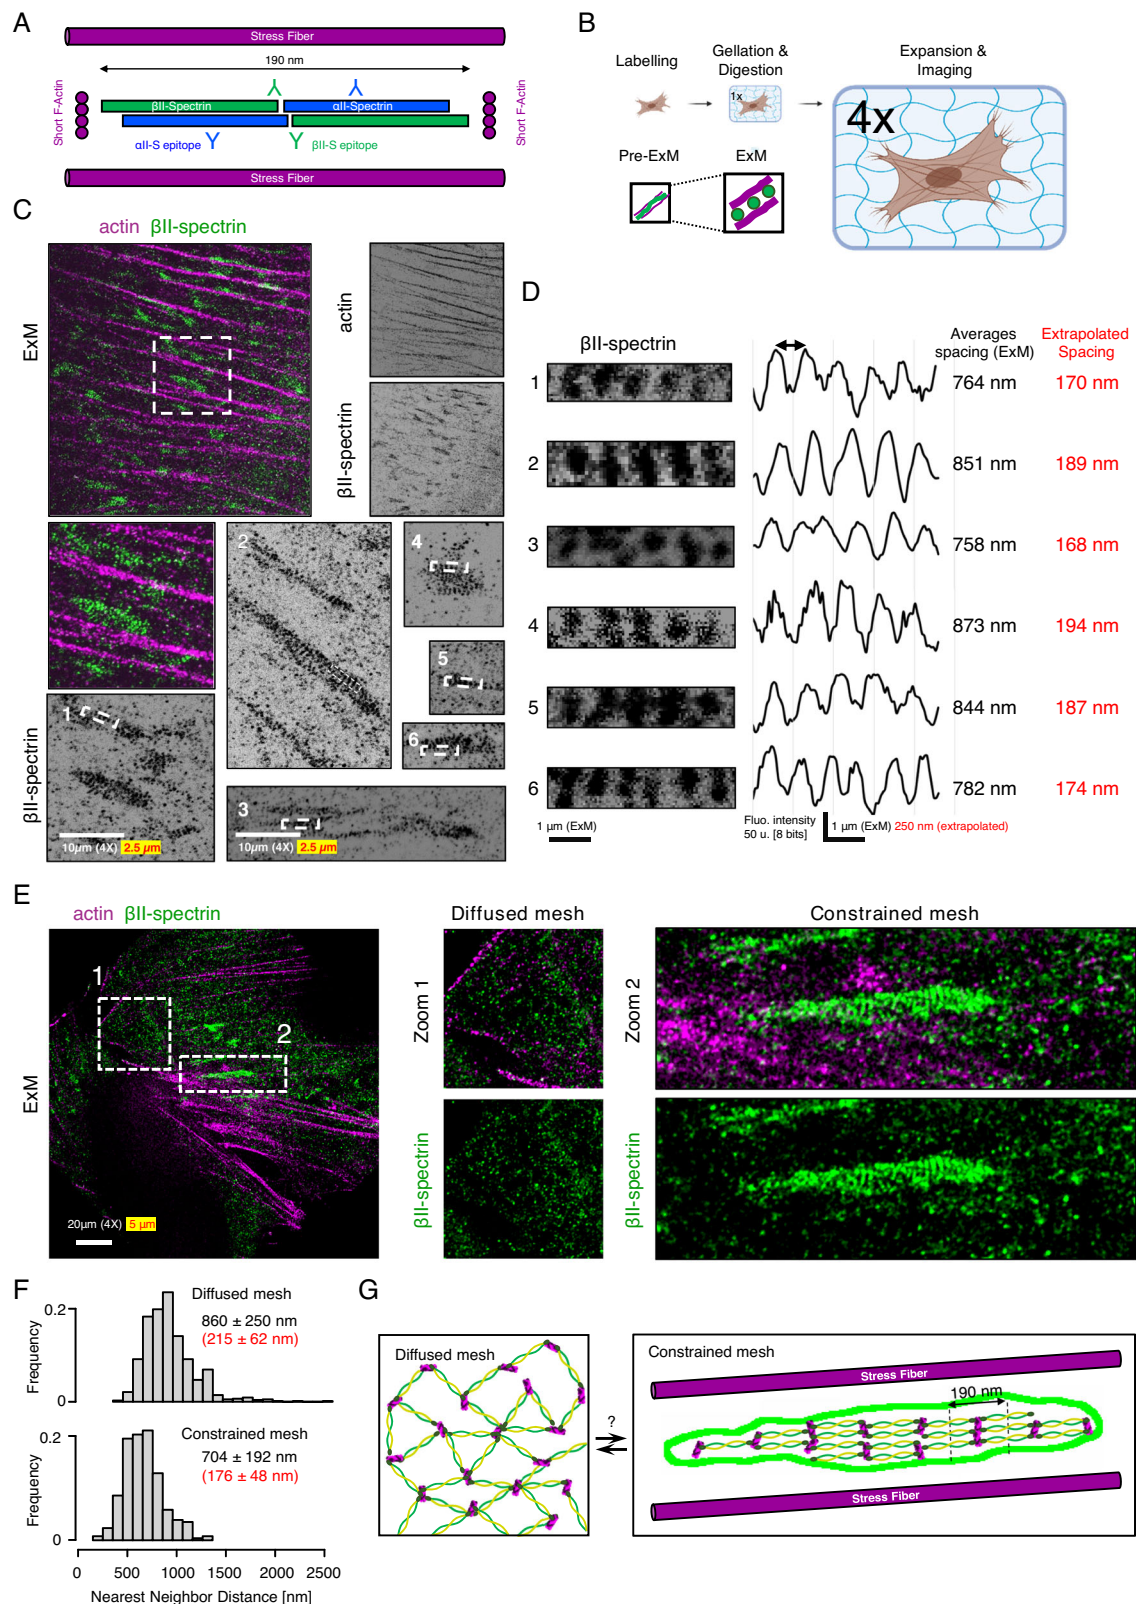 A
Stress Fiber
190 nm
Short F-Actin
βII-Spectrin
αII-Spectrin
Short F-Actin
αII-S epitope
βII-S epitope
Stress Fiber
B
Labelling
Gellation &
Digestion
Expansion &
Imaging
1x
4x
Pre-ExM
ExM
C
actin βII-spectrin
ExM
actin
βII-spectrin
βII-spectrin
1
10µm (4X) 2.5 µm
2
3
10µm (4X) 2.5 µm
4
5
6
D
βII-spectrin
Averages
spacing (ExM)
Extrapolated
Spacing
1 764 nm 170 nm
2 851 nm 189 nm
3 758 nm 168 nm
4 873 nm 194 nm
5 844 nm 187 nm
6 782 nm 174 nm
1 µm (ExM)
Fluo. intensity
50 u. [8 bits]
1 µm (ExM) 250 nm (extrapolated)
E
actin βII-spectrin
ExM
1
2
20µm (4X) 5 µm
Diffused mesh
Zoom 1
βII-spectrin
Constrained mesh
Zoom 2
βII-spectrin
F
Diffused mesh
860 ± 250 nm
(215 ± 62 nm)
Frequency
0.2
0
Constrained mesh
704 ± 192 nm
(176 ± 48 nm)
Frequency
0.2
0
0 500 1000 1500 2000 2500
Nearest Neighbor Distance [nm]
G
Diffused mesh
?
Constrained mesh
Stress Fiber
190 nm
Stress Fiber